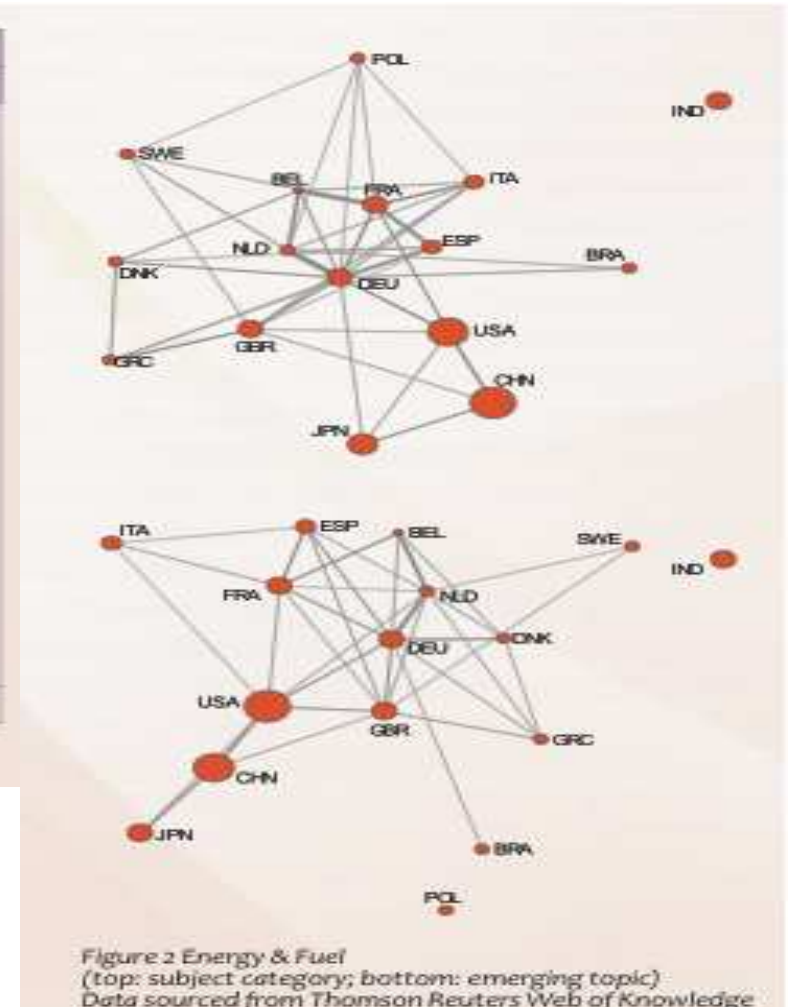 POL
IND
SWE
BEL
FRA
ITA
NLD
ESP
BRA
DNK
DEU
GBR
USA
GRC
CHN
JPN
ITA
ESP
BEL
SWE
IND
FRA
NLD
DEU
DNK
USA
GBR
GRC
CHN
JPN
BRA
POL
Figure 2 Energy & Fuel
(top: subject category; bottom: emerging topic)
Data sourced from Thomson Reuters Web of Knowledge